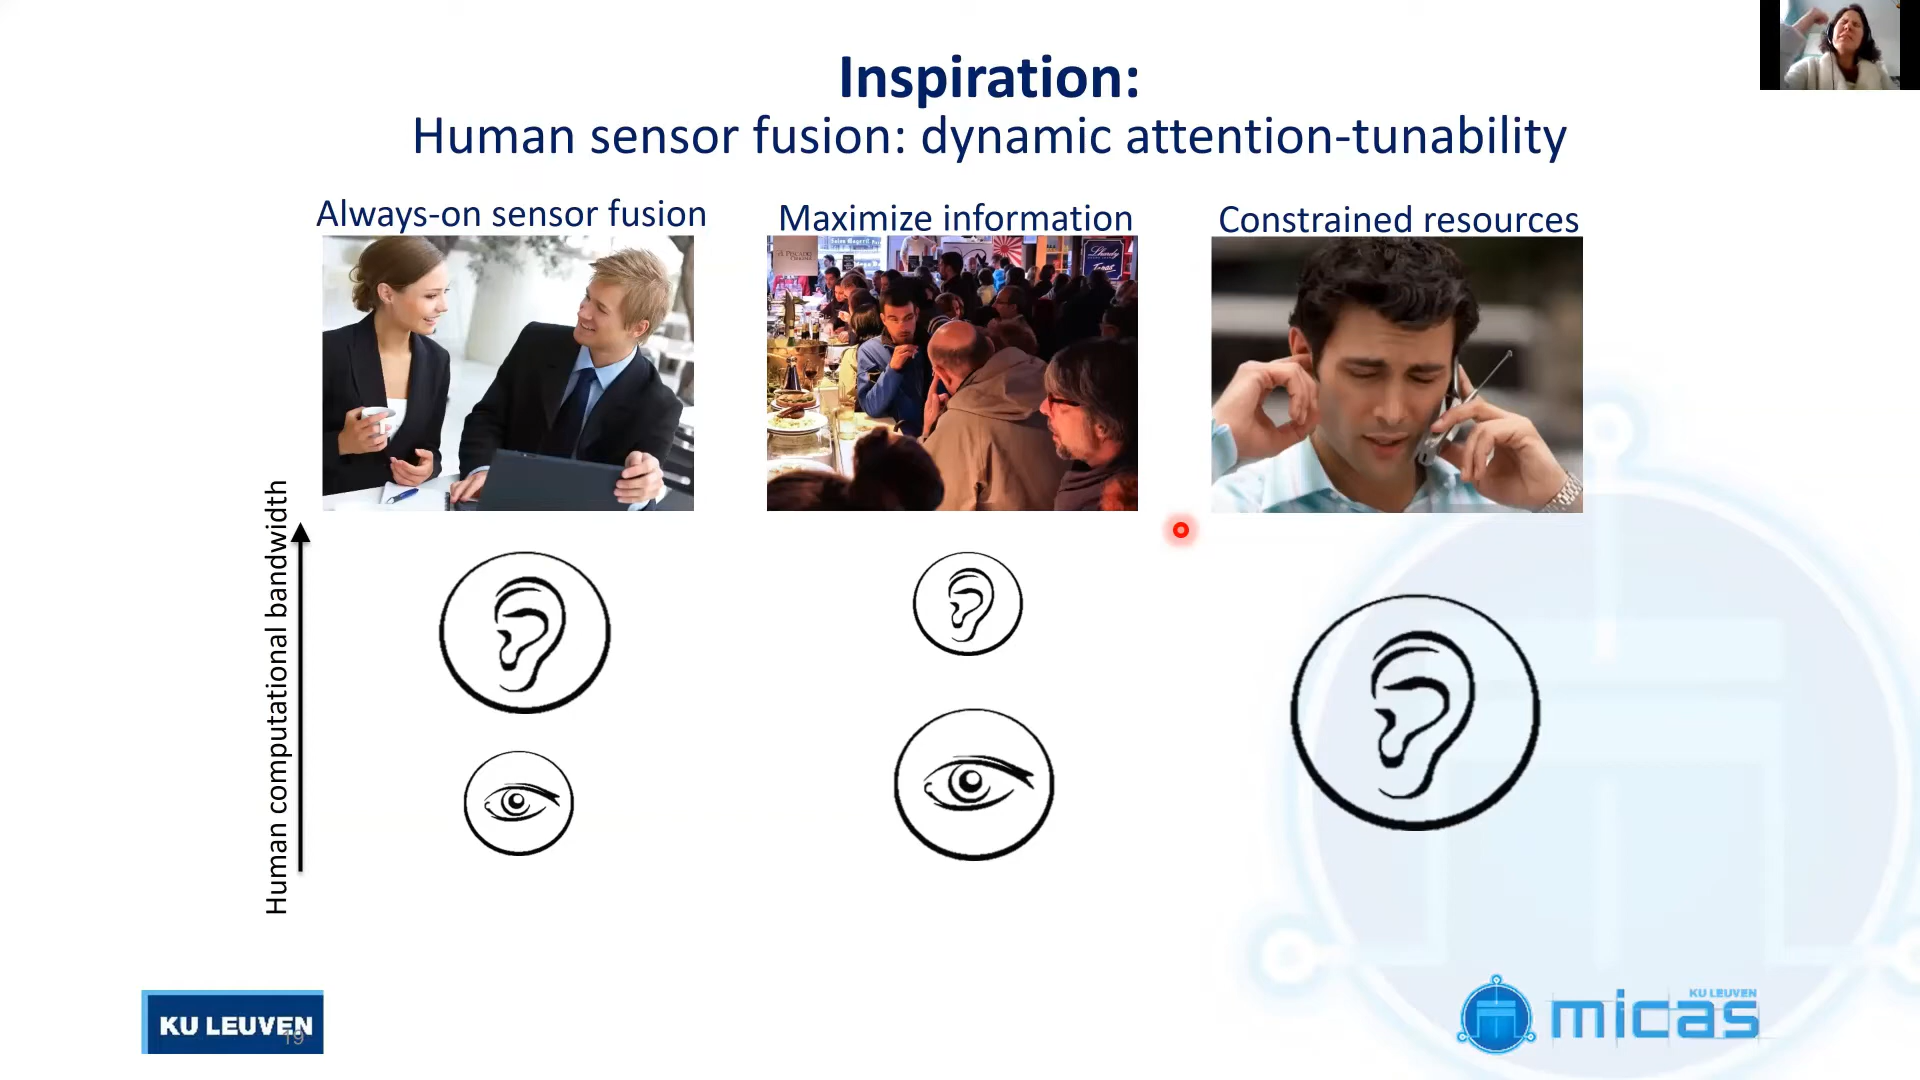 Inspiration:
Human sensor fusion: dynamic attention-tunability
Always-on sensor fusion
Maximize information
Constrained resources
Human computational bandwidth
KU LEUVEN
19
KU LEUVEN
micas